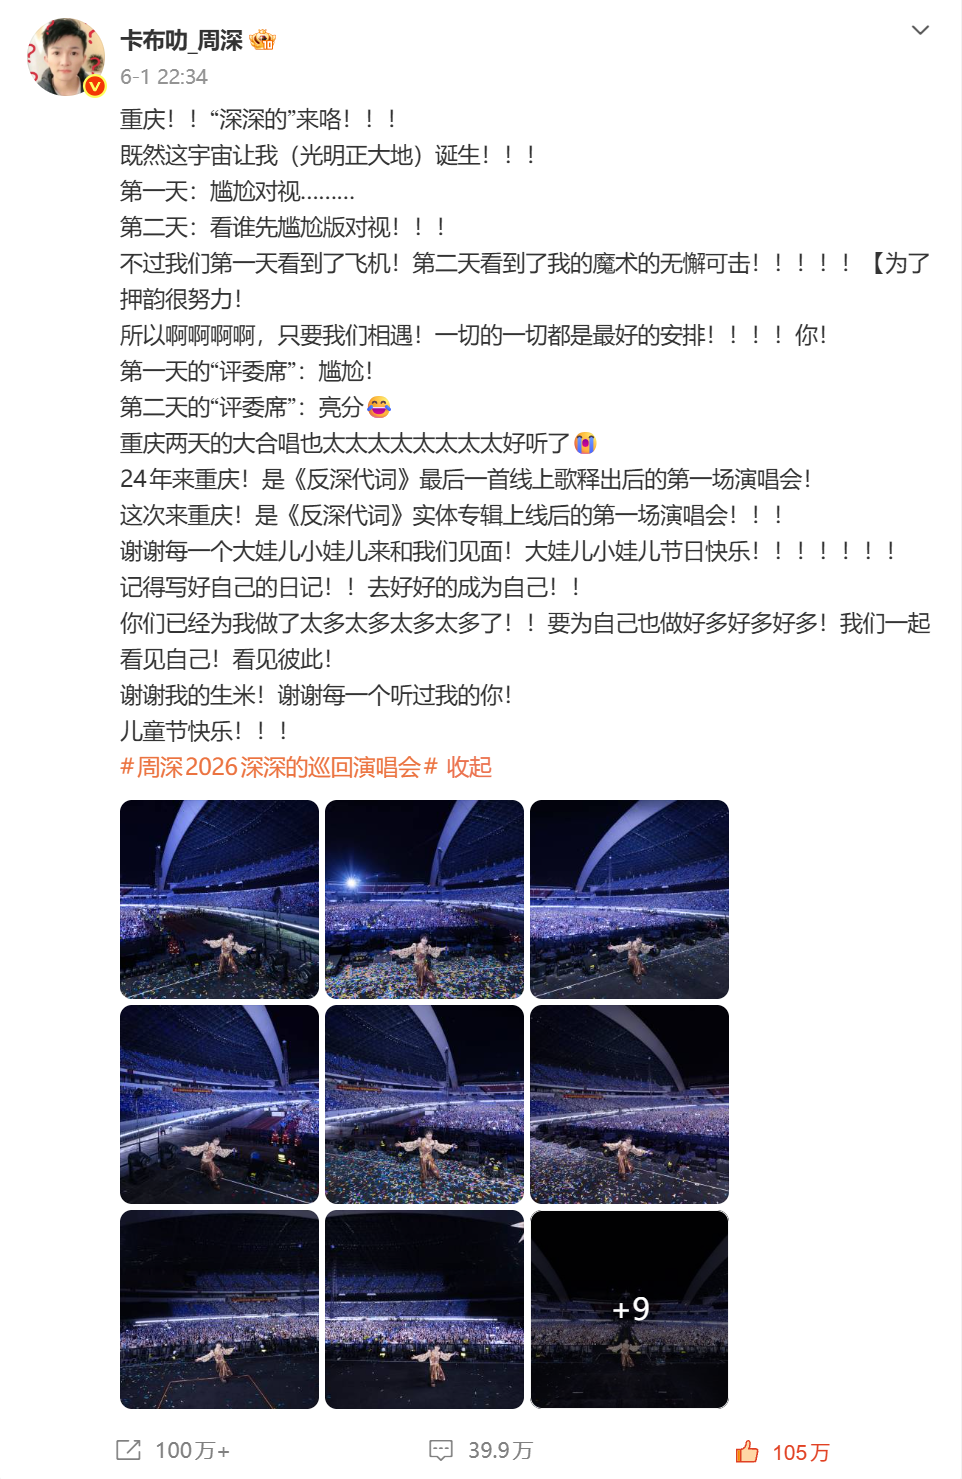 卡布叻_周深
6-1 22:34
重庆！！“深深的”来咯！！！
既然这宇宙让我（光明正大地）诞生！！！
第一天：尴尬对视………
第二天：看谁先尴尬版对视！！！
不过我们第一天看到了飞机！第二天看到了我的魔术的无懈可击！！！！！【为了
押韵很努力！
所以啊啊啊啊，只要我们相遇！一切的一切都是最好的安排！！！！你！
第一天的“评委席”：尴尬！
第二天的“评委席”：亮分😂
重庆两天的大合唱也太太太太太太太太好听了😭
24年来重庆！是《反深代词》最后一首线上歌释出后的第一场演唱会！
这次来重庆！是《反深代词》实体专辑上线后的第一场演唱会！！！
谢谢每一个大娃儿小娃儿来和我们见面！大娃儿小娃儿节日快乐！！！！！！！
记得写好自己的日记！！去好好的成为自己！！
你们已经为我做了太多太多太多太多了！！要为自己也做好多好多好多！我们一起
看见自己！看见彼此！
谢谢我的生米！谢谢每一个听过我的你！
儿童节快乐！！！
#周深2026深深的巡回演唱会# 收起
+9
100万+ 39.9万 105万